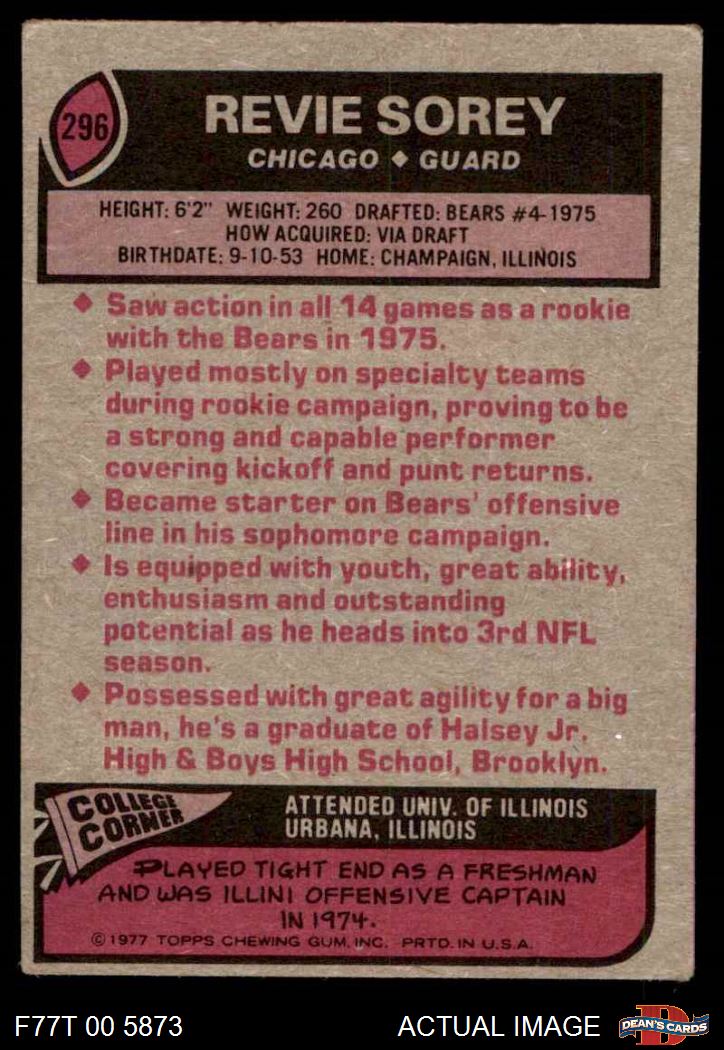 296
REVIE SOREY
CHICAGO ◆ GUARD
HEIGHT: 6'2" WEIGHT: 260 DRAFTED: BEARS #4-1975
HOW ACQUIRED: VIA DRAFT
BIRTHDATE: 9-10-53 HOME: CHAMPAIGN, ILLINOIS
◆ Saw action in all 14 games as a rookie
with the Bears in 1975.
◆ Played mostly on specialty teams
during rookie campaign, proving to be
a strong and capable performer
covering kickoff and punt returns.
◆ Became starter on Bears' offensive
line in his sophomore campaign.
◆ Is equipped with youth, great ability,
enthusiasm and outstanding
potential as he heads into 3rd NFL
season.
◆ Possessed with great agility for a big
man, he's a graduate of Halsey Jr.
High & Boys High School, Brooklyn.
COLLEGE
CORNER
ATTENDED UNIV. OF ILLINOIS
URBANA, ILLINOIS
PLAYED TIGHT END AS A FRESHMAN
AND WAS ILLINI OFFENSIVE CAPTAIN
IN 1974.
© 1977 TOPPS CHEWING GUM, INC. PRTD. IN U.S.A.
F77T 00 5873
ACTUAL IMAGE
D
DEAN'S CARDS